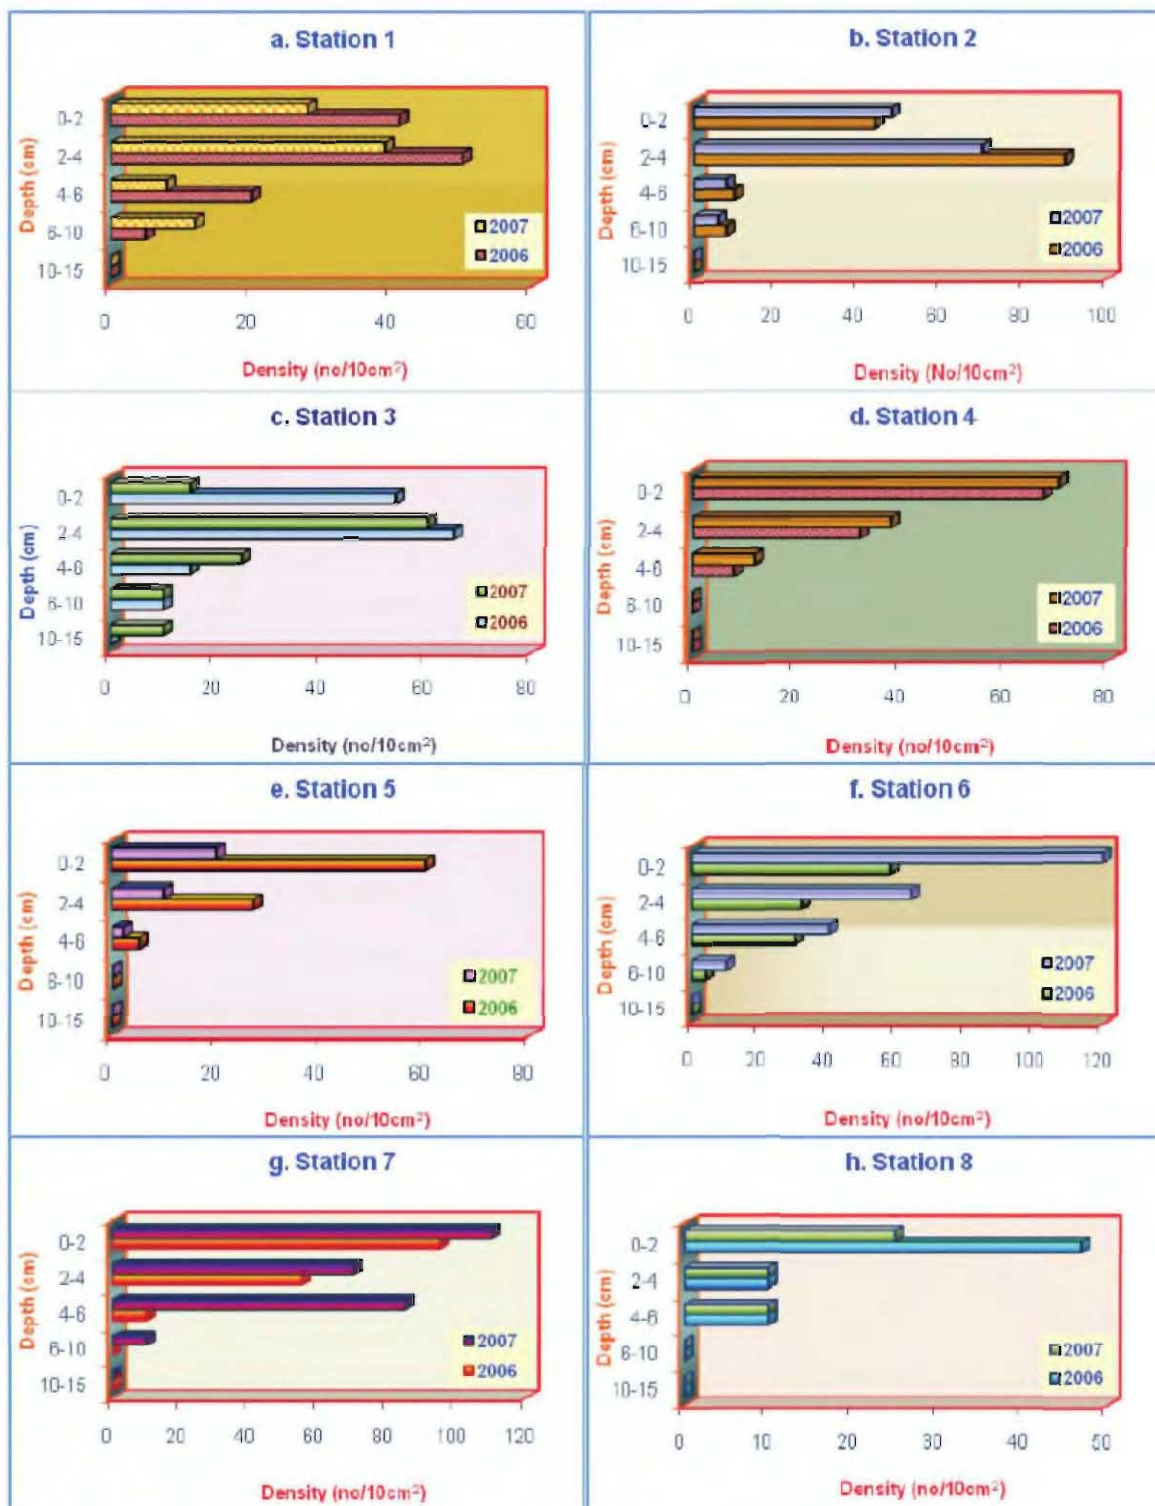 a. Station 1
Depth (cm)
0-2
2-4
4-6
6-10
10-15
2007
2006
0 20 40 60
Density (no/10cm²)
b. Station 2
Depth (cm)
0-2
2-4
4-6
6-10
10-15
2007
2006
0 20 40 60 80 100
Density (No/10cm²)
c. Station 3
Depth (cm)
0-2
2-4
4-6
6-10
10-15
2007
2006
0 20 40 60 80
Density (no/10cm²)
d. Station 4
Depth (cm)
0-2
2-4
4-6
6-10
10-15
2007
2006
0 20 40 60 80
Density (no/10cm²)
e. Station 5
Depth (cm)
0-2
2-4
4-6
6-10
10-15
2007
2006
0 20 40 60 80
Density (no/10cm²)
f. Station 6
Depth (cm)
0-2
2-4
4-6
6-10
10-15
2007
2006
0 20 40 60 80 100 120
Density (no/10cm²)
g. Station 7
Depth (cm)
0-2
2-4
4-6
6-10
10-15
2007
2006
0 20 40 60 80 100 120
Density (no/10cm²)
h. Station 8
Depth (cm)
0-2
2-4
4-6
6-10
10-15
2007
2006
0 10 20 30 40 50
Density (no/10cm²)